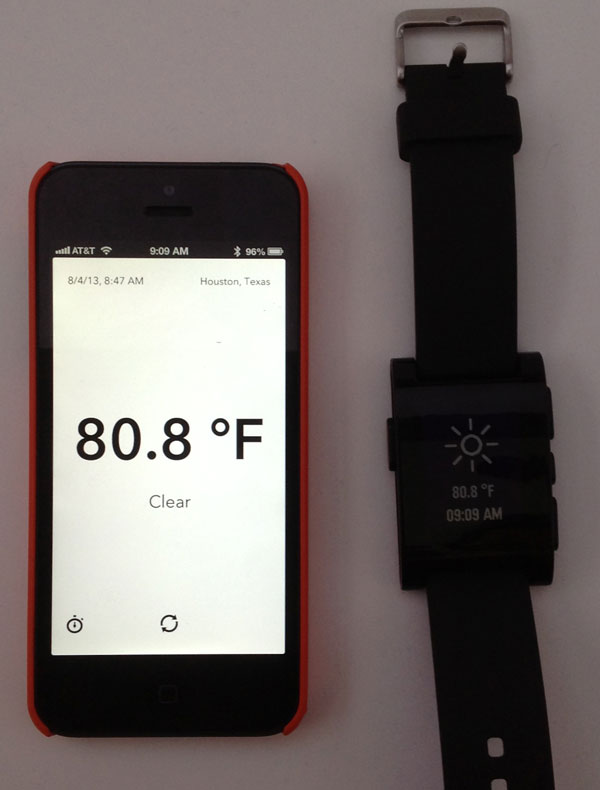 AT&T 9:09 AM 96%
8/4/13, 8:47 AM Houston, Texas
80.8 °F
Clear
80.8 °F
09:09 AM